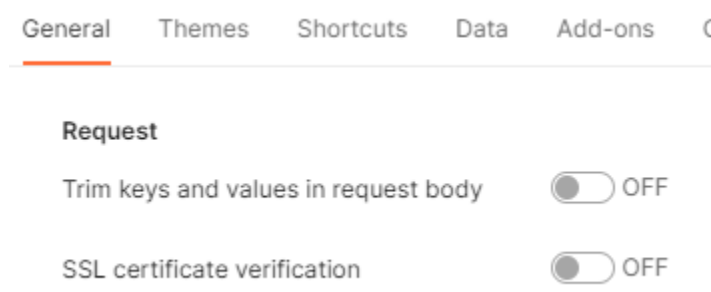 General Themes Shortcuts Data Add-ons
Request
Trim keys and values in request body OFF
SSL certificate verification OFF